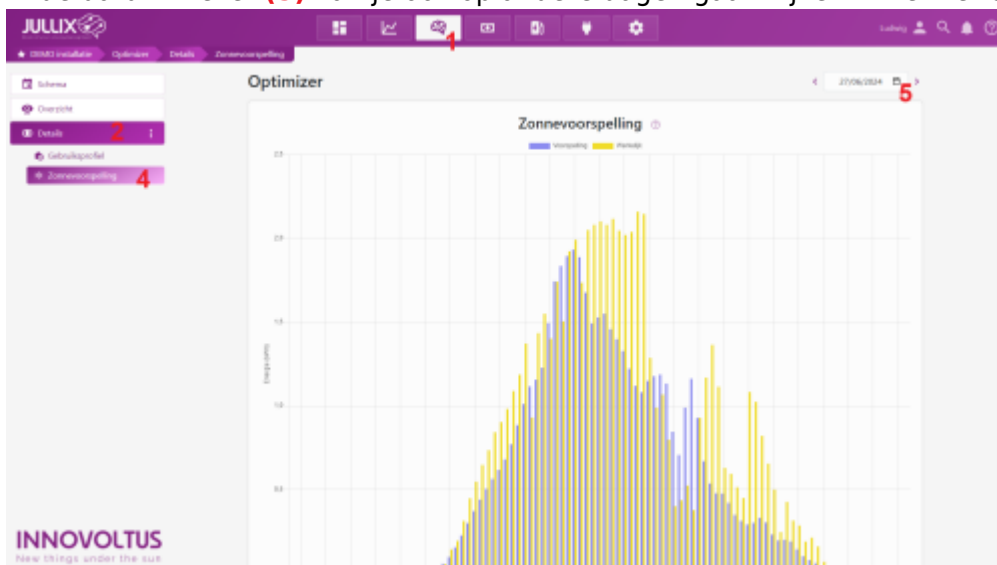 JULLIX
1
Ludwig
DEMO installatie Optimizer Details Zonnevoorspelling
Schema
Overzicht
Details 2
Gebruiksprofiel
Zonnevoorspelling 4
Optimizer
27/06/2024 5
Zonnevoorspelling
Voorspelling Werkelijk
2.5
2.0
1.5
1.0
0.5
INNOVOLTUS
New things under the sun